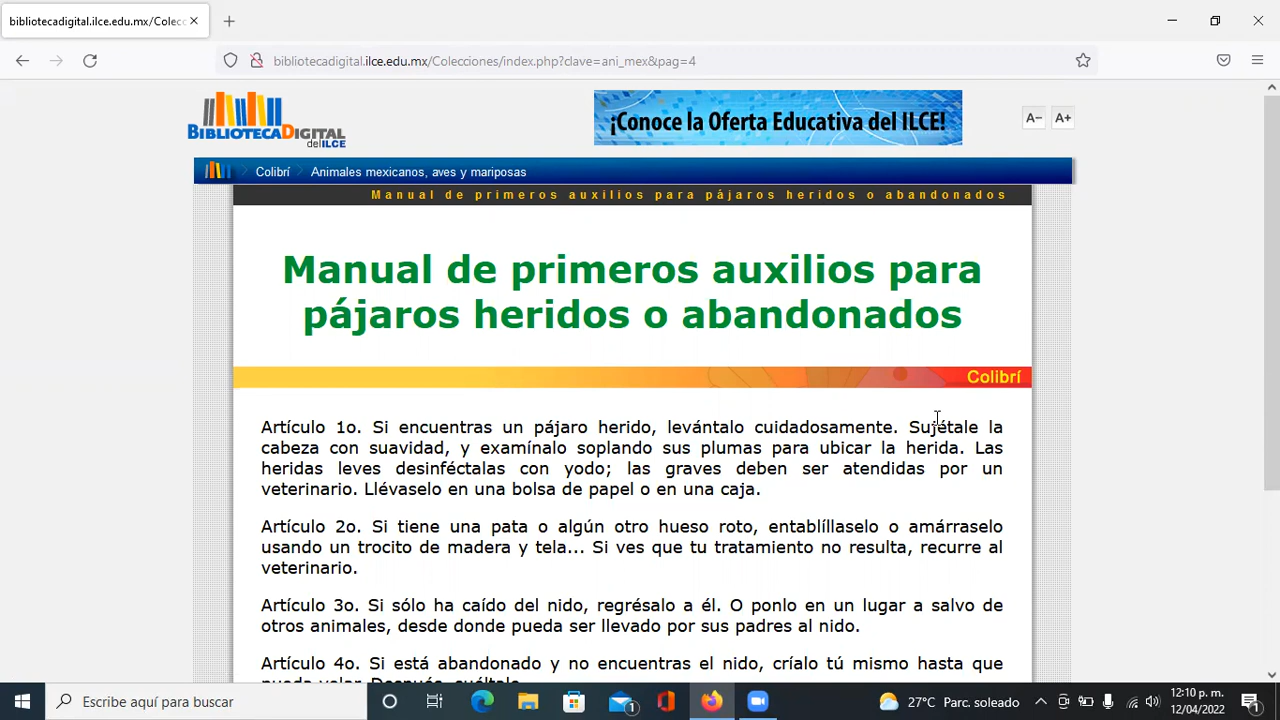 bibliotecadigital.ilce.edu.mx/Colecc
bibliotecadigital.ilce.edu.mx/Colecciones/index.php?clave=ani_mex&pag=4
BIBLIOTECADIGITAL
del ILCE
¡Conoce la Oferta Educativa del ILCE!
A− A+
Colibrí Animales mexicanos, aves y mariposas
Manual de primeros auxilios para pájaros heridos o abandonados
Manual de primeros auxilios para
pájaros heridos o abandonados
Colibrí
Artículo 1o. Si encuentras un pájaro herido, levántalo cuidadosamente. Sujétale la
cabeza con suavidad, y examínalo soplando sus plumas para ubicar la herida. Las
heridas leves desinféctalas con yodo; las graves deben ser atendidas por un
veterinario. Llévaselo en una bolsa de papel o en una caja.
Artículo 2o. Si tiene una pata o algún otro hueso roto, entablíllaselo o amárraselo
usando un trocito de madera y tela... Si ves que tu tratamiento no resulta, recurre al
veterinario.
Artículo 3o. Si sólo ha caído del nido, regrésalo a él. O ponlo en un lugar a salvo de
otros animales, desde donde pueda ser llevado por sus padres al nido.
Artículo 4o. Si está abandonado y no encuentras el nido, críalo tú mismo hasta que
pueda volar. Después, suéltalo.
Escribe aquí para buscar
1
27°C Parc. soleado
12:10 p. m.
12/04/2022
1